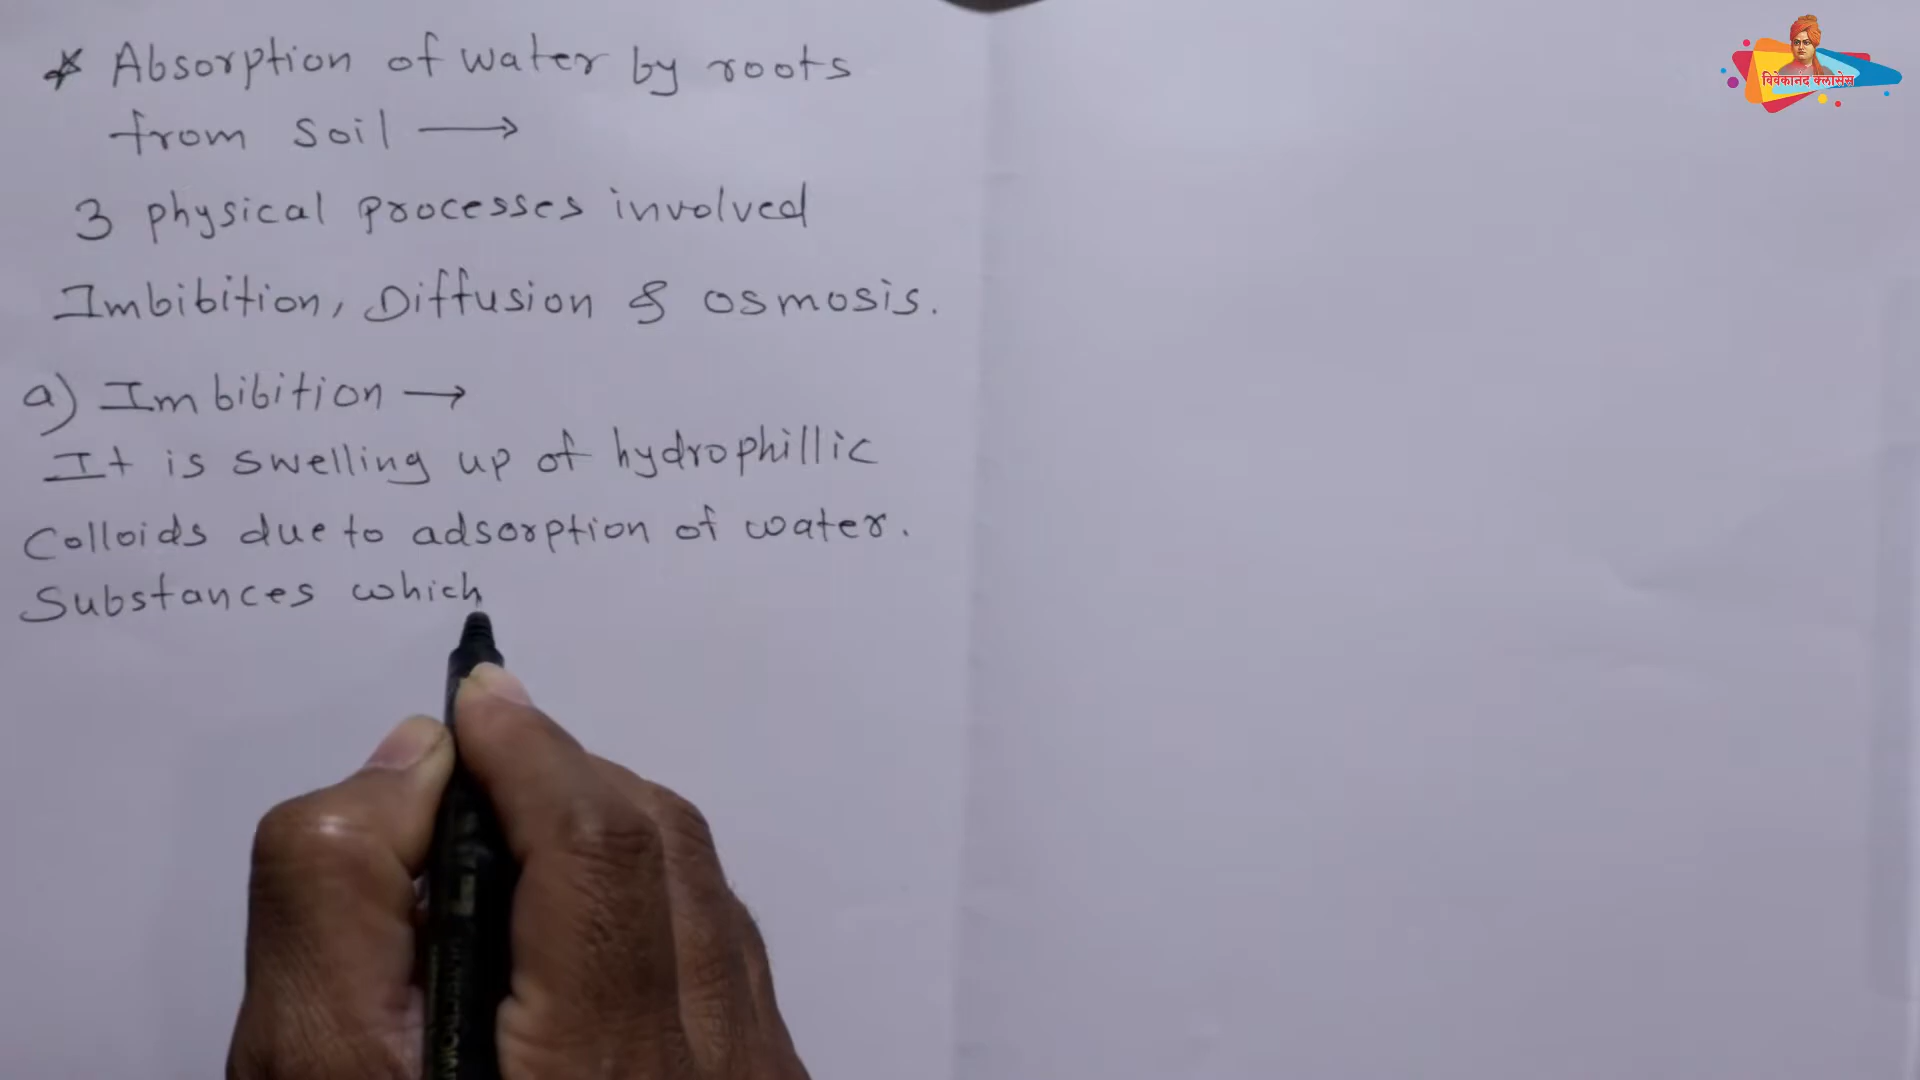 * Absorption of water by roots
from soil →
3 physical processes involved
Imbibition, Diffusion & osmosis.
a) Imbibition →
It is swelling up of hydrophillic
Colloids due to adsorption of water.
Substances which
विवेकानंद क्लासेस